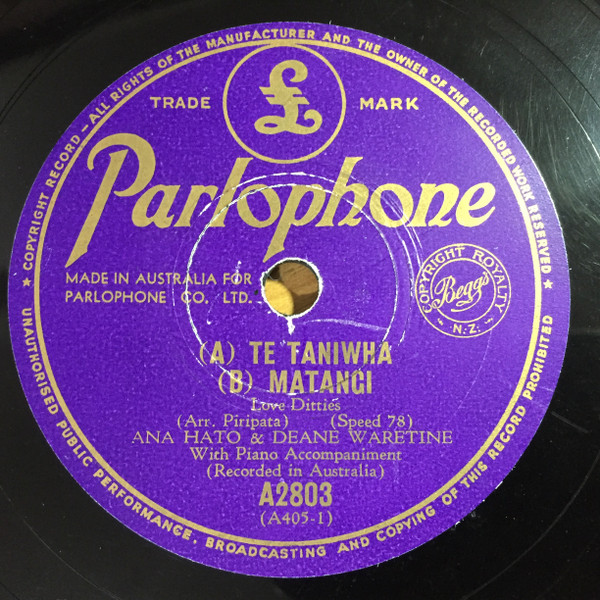 ★ COPYRIGHT RECORD – ALL RIGHTS OF THE MANUFACTURER AND THE OWNER OF THE RECORDED WORK RESERVED ★
TRADE £ MARK
Parlophone
MADE IN AUSTRALIA FOR
PARLOPHONE CO. LTD.
COPYRIGHT ROYALTY
Begg's
N.Z.
(A) TE TANIWHA
(B) MATANGI
Love Ditties
(Arr. Piripata) (Speed 78)
ANA HATO & DEANE WARETINE
With Piano Accompaniment
(Recorded in Australia)
A2803
(A405-1)
UNAUTHORISED PUBLIC PERFORMANCE, BROADCASTING AND COPYING OF THIS RECORD PROHIBITED